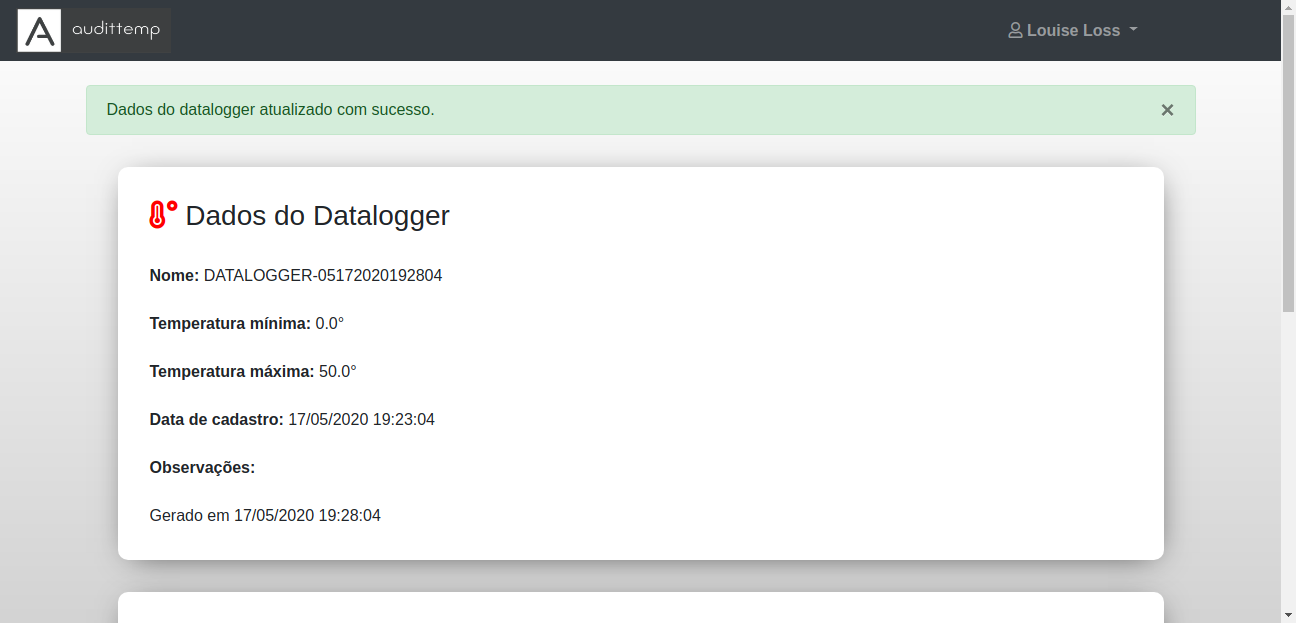 audittemp
Louise Loss
Dados do datalogger atualizado com sucesso.
×
Dados do Datalogger
Nome: DATALOGGER-05172020192804
Temperatura mínima: 0.0°
Temperatura máxima: 50.0°
Data de cadastro: 17/05/2020 19:23:04
Observações:
Gerado em 17/05/2020 19:28:04